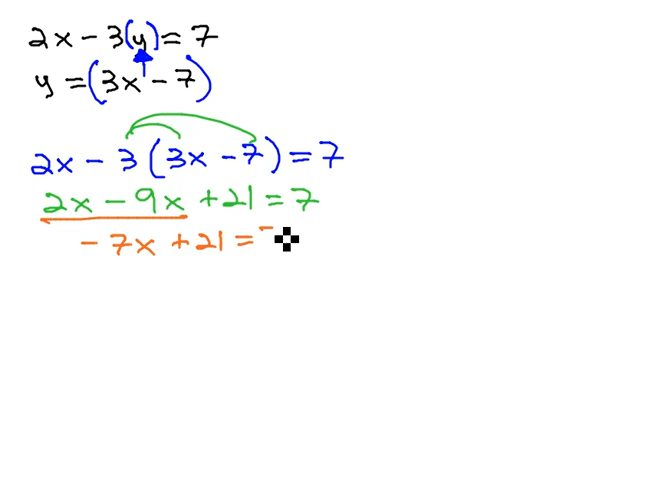 2x - 3(y) = 7
y = (3x - 7)
2x - 3(3x - 7) = 7
2x - 9x + 21 = 7
- 7x + 21 =